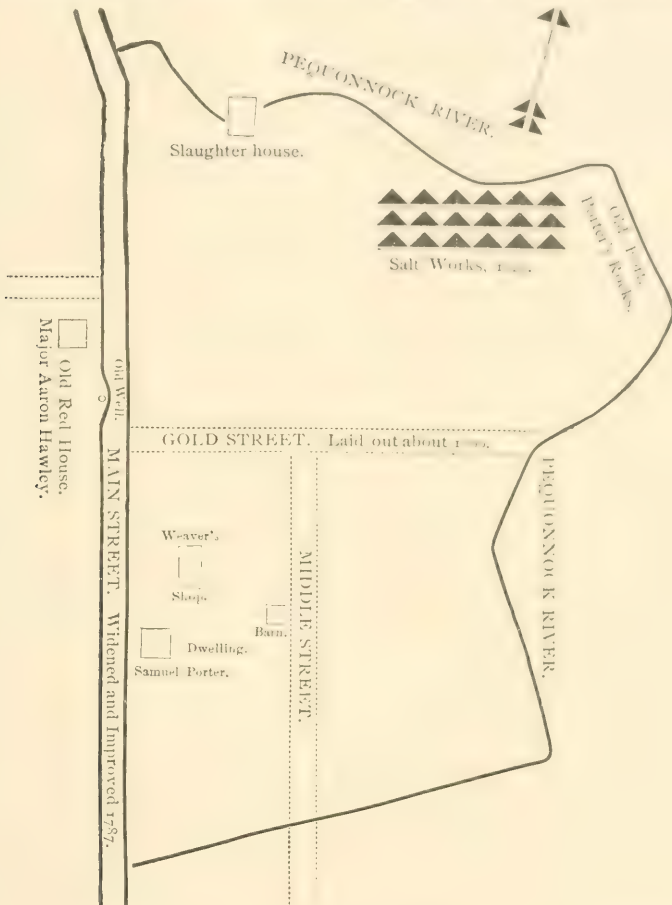 PEQUONNOCK RIVER.
Slaughter house.
Salt Works,
Old
Porter's Rocks.
Old Red House.
Major Aaron Hawley.
Old Well.
GOLD STREET. Laid out about
MAIN STREET. Widened and Improved 1787.
MIDDLE STREET.
PEQUONNOCK RIVER.
Weaver's
Shop.
Barn.
Dwelling.
Samuel Porter.